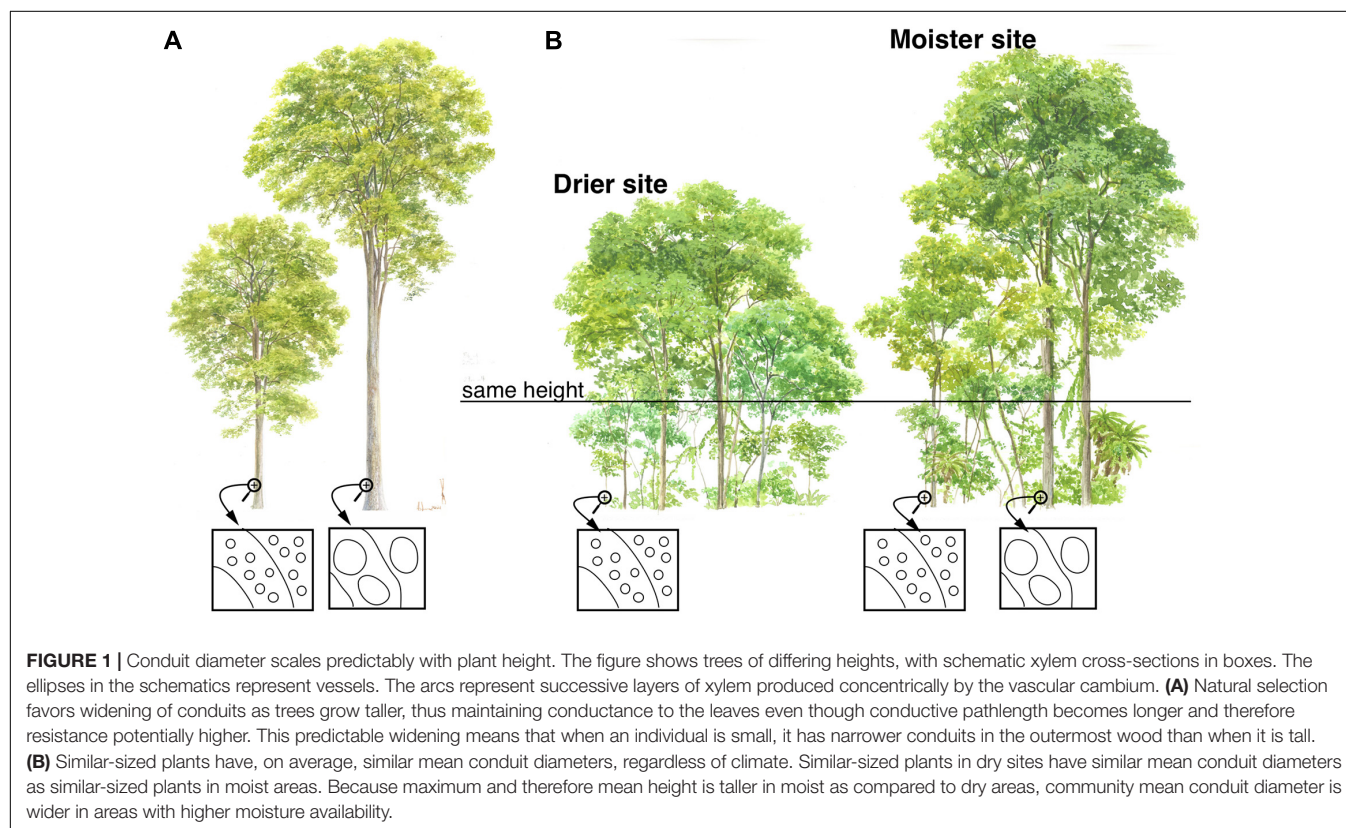 A
B
Moister site
Drier site
same height
FIGURE 1 | Conduit diameter scales predictably with plant height. The figure shows trees of differing heights, with schematic xylem cross-sections in boxes. The
ellipses in the schematics represent vessels. The arcs represent successive layers of xylem produced concentrically by the vascular cambium. (A) Natural selection
favors widening of conduits as trees grow taller, thus maintaining conductance to the leaves even though conductive pathlength becomes longer and therefore
resistance potentially higher. This predictable widening means that when an individual is small, it has narrower conduits in the outermost wood than when it is tall.
(B) Similar-sized plants have, on average, similar mean conduit diameters, regardless of climate. Similar-sized plants in dry sites have similar mean conduit diameters
as similar-sized plants in moist areas. Because maximum and therefore mean height is taller in moist as compared to dry areas, community mean conduit diameter is
wider in areas with higher moisture availability.